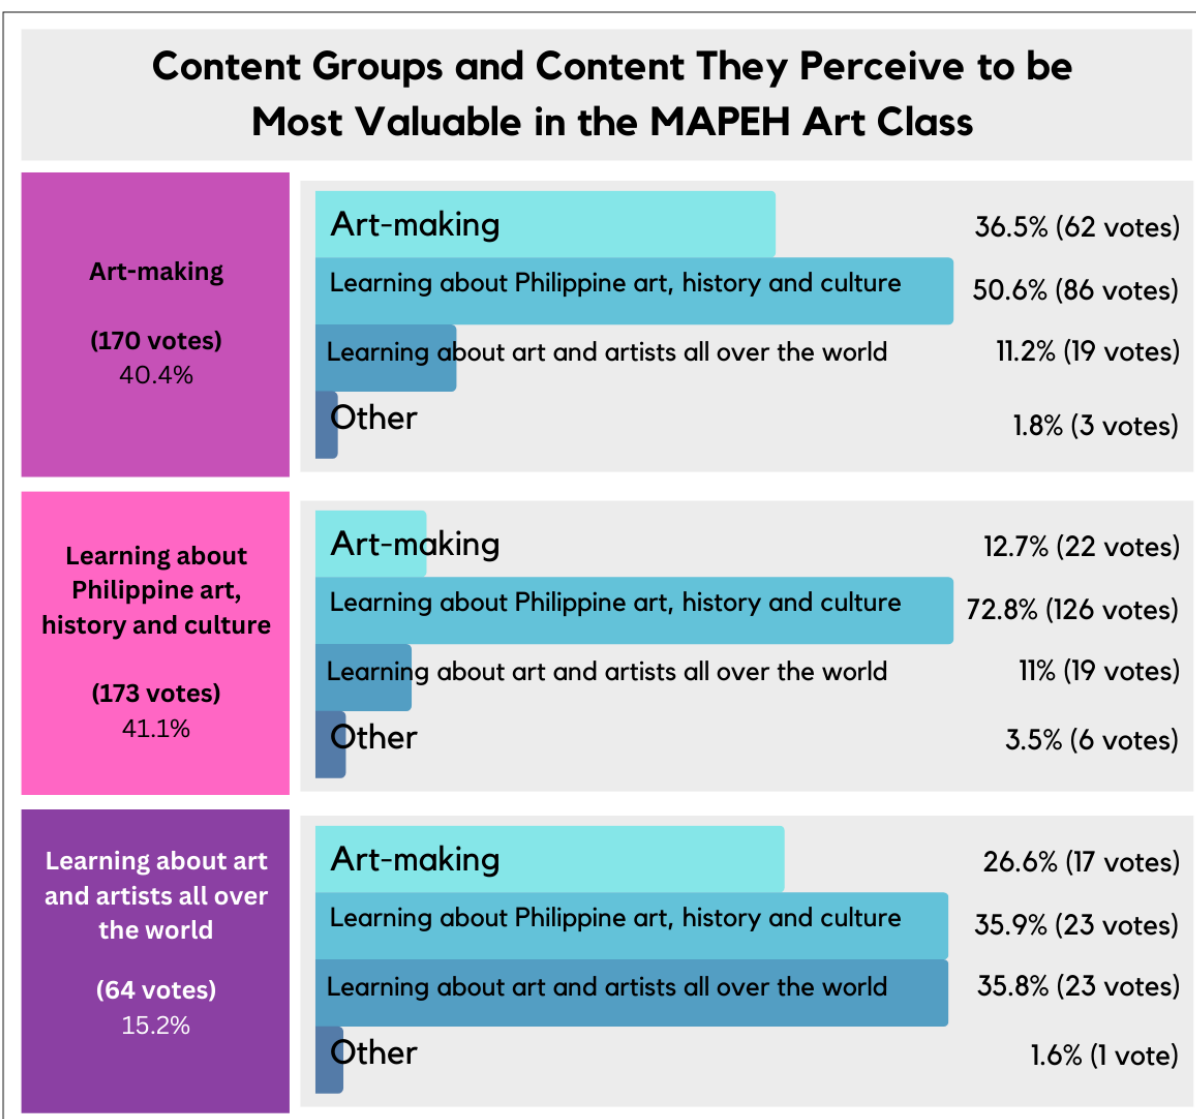 Content Groups and Content They Perceive to be
Most Valuable in the MAPEH Art Class
Art-making
(170 votes)
40.4%
Art-making
36.5% (62 votes)
Learning about Philippine art, history and culture
50.6% (86 votes)
Learning about art and artists all over the world
11.2% (19 votes)
Other
1.8% (3 votes)
Learning about
Philippine art,
history and culture
(173 votes)
41.1%
Art-making
12.7% (22 votes)
Learning about Philippine art, history and culture
72.8% (126 votes)
Learning about art and artists all over the world
11% (19 votes)
Other
3.5% (6 votes)
Learning about art
and artists all over
the world
(64 votes)
15.2%
Art-making
26.6% (17 votes)
Learning about Philippine art, history and culture
35.9% (23 votes)
Learning about art and artists all over the world
35.8% (23 votes)
Other
1.6% (1 vote)